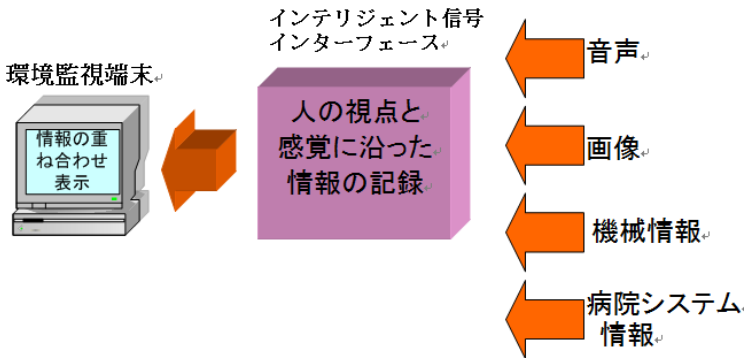 インテリジェント信号
インターフェース
環境監視端末
情報の重
ね合わせ
表示
人の視点と
感覚に沿った
情報の記録
音声
画像
機械情報
病院システム
情報